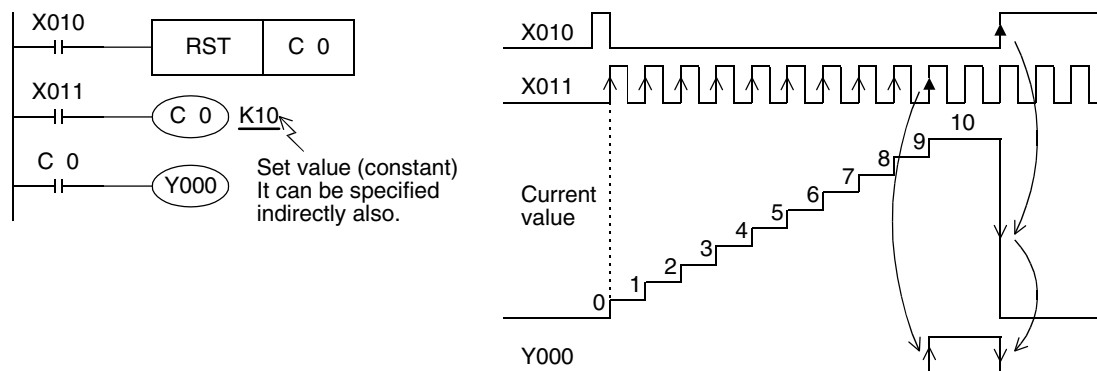 X010
RST
C 0
X011
C 0
K10
C 0
Y000
Set value (constant)
It can be specified
indirectly also.
X010
X011
Current
value
0
1
2
3
4
5
6
7
8
9
10
Y000